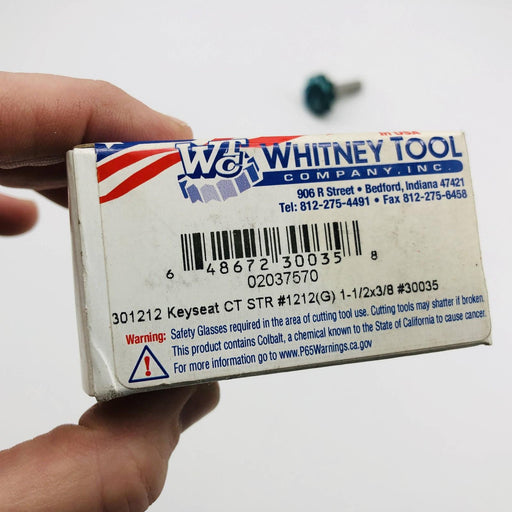 in USA
WTC WHITNEY TOOL
COMPANY, INC.
906 R Street • Bedford, Indiana 47421
Tel: 812-275-4491 • Fax 812-275-6458
6 48672 30035 8
02037570
301212 Keyseat CT STR #1212(G) 1-1/2x3/8 #30035
Warning: Safety Glasses required in the area of cutting tool use. Cutting tools may shatter if broken.
This product contains Colbalt, a chemical known to the State of California to cause cancer.
For more information go to www.P65Warnings.ca.gov